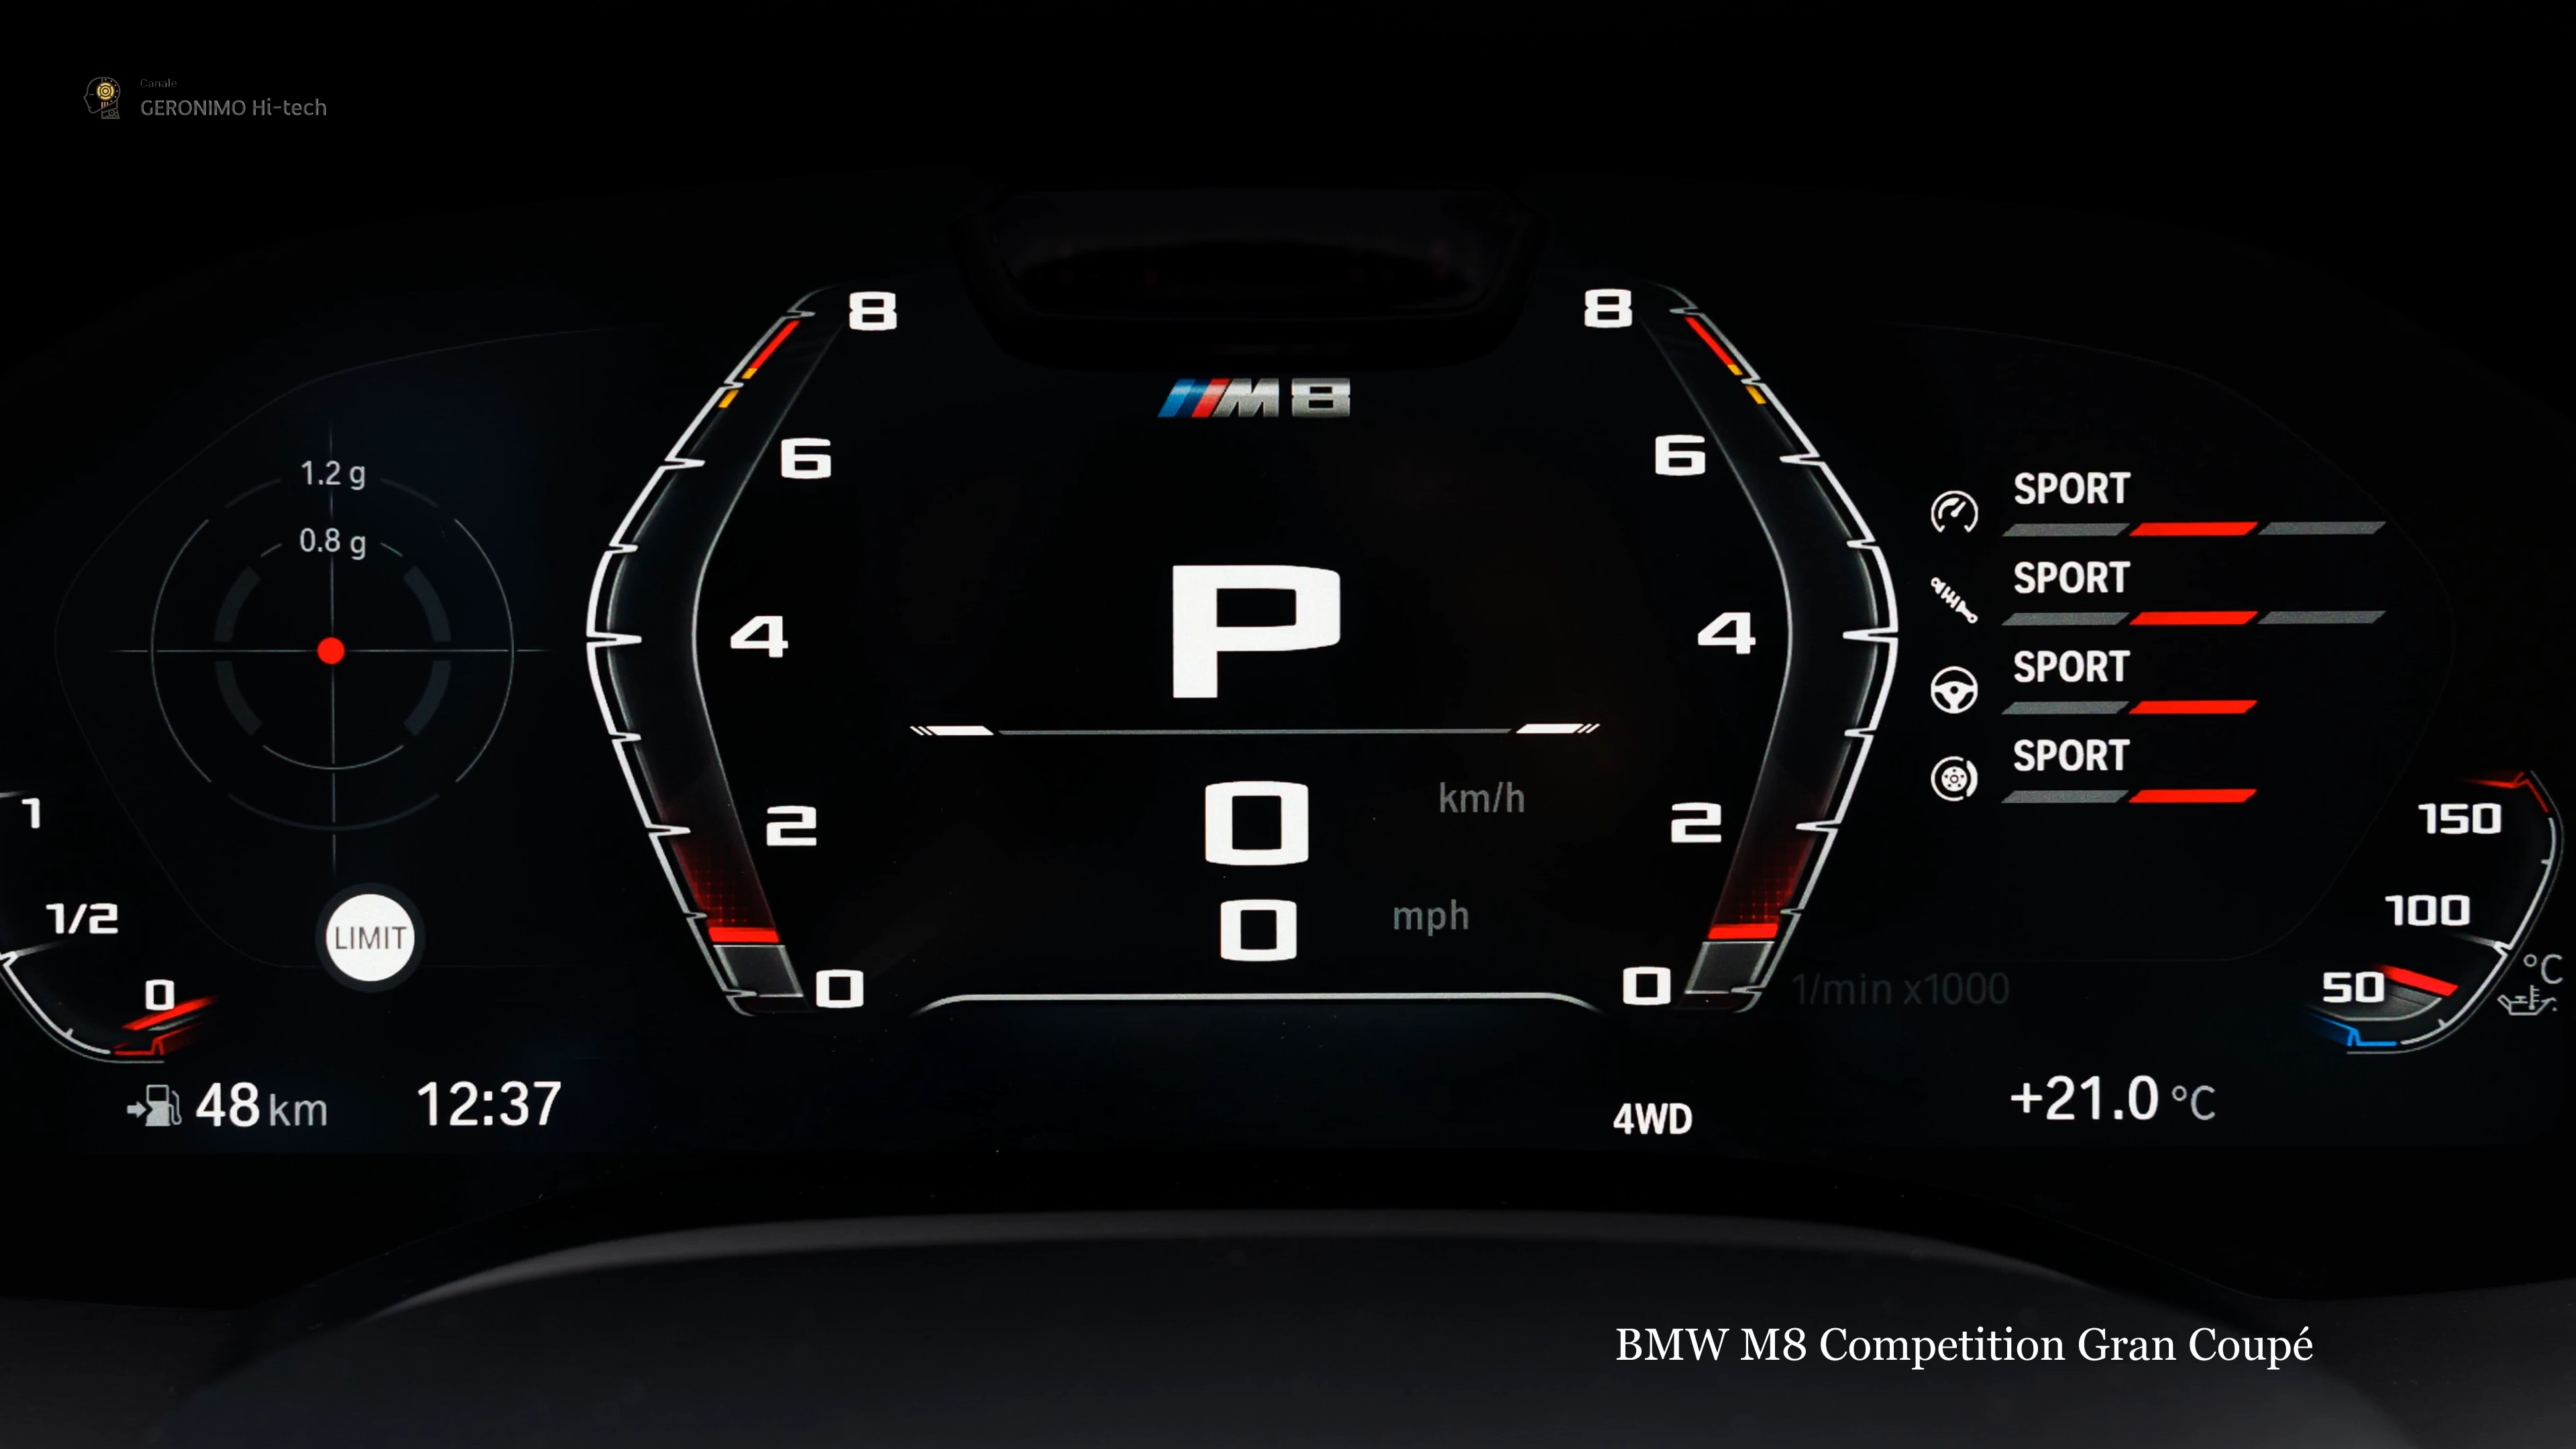 Canale
GERONIMO Hi-tech
8
8
M8
6
6
1.2 g
SPORT
0.8 g
SPORT
P
4
4
SPORT
SPORT
0 km/h
1
2
2
150
0 mph
1/2
100
LIMIT
0
0
0
1/min x1000
50
°C
48 km
12:37
4WD
+21.0 °C
BMW M8 Competition Gran Coupé